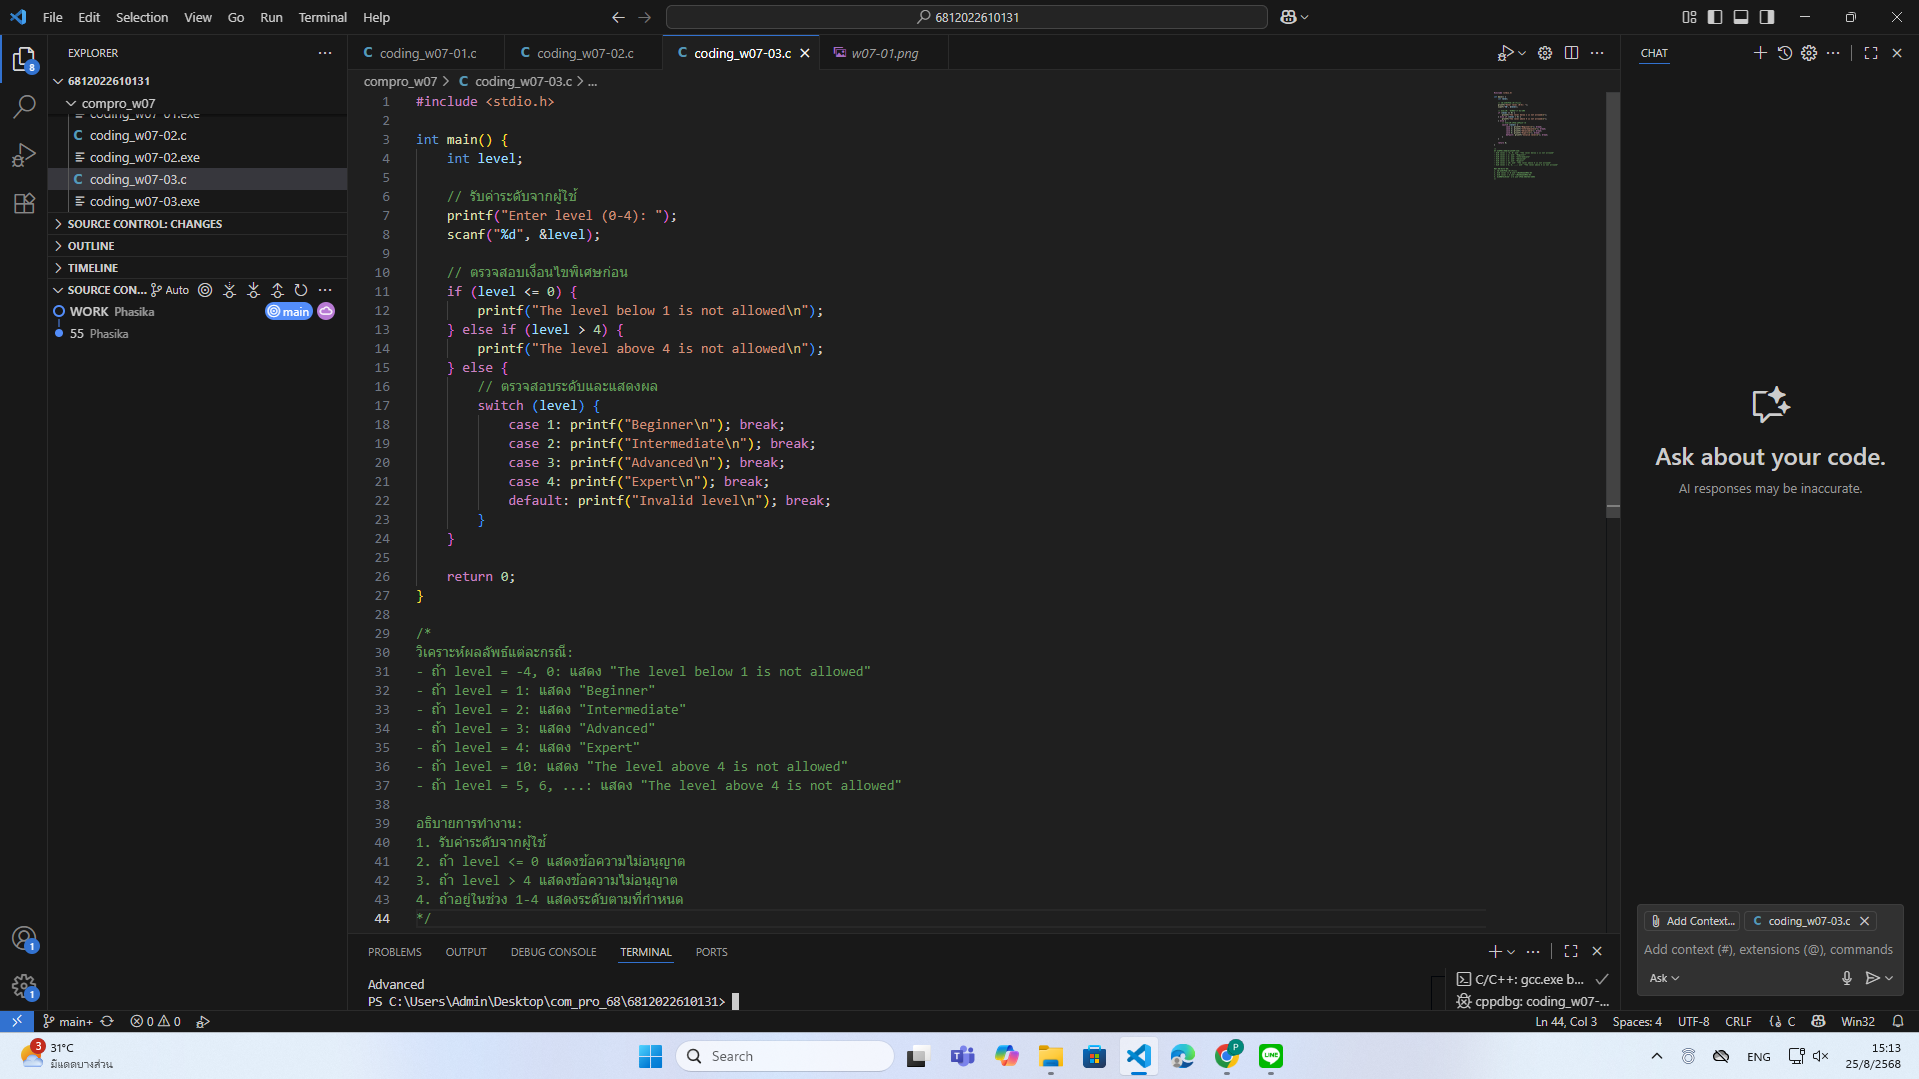 File Edit Selection View Go Run Terminal Help
6812022610131
EXPLORER
6812022610131
compro_w07
coding_w07-01.exe
coding_w07-02.c
coding_w07-02.exe
coding_w07-03.c
coding_w07-03.exe
SOURCE CONTROL: CHANGES
OUTLINE
TIMELINE
SOURCE CON... Auto
WORK Phasika main
55 Phasika
coding_w07-01.c coding_w07-02.c coding_w07-03.c w07-01.png
compro_w07 > C coding_w07-03.c > ...
1 #include <stdio.h>
2
3 int main() {
4 int level;
5
6 // รับค่าระดับจากผู้ใช้
7 printf("Enter level (0-4): ");
8 scanf("%d", &level);
9
10 // ตรวจสอบเงื่อนไขพิเศษก่อน
11 if (level <= 0) {
12 printf("The level below 1 is not allowed\n");
13 } else if (level > 4) {
14 printf("The level above 4 is not allowed\n");
15 } else {
16 // ตรวจสอบระดับและแสดงผล
17 switch (level) {
18 case 1: printf("Beginner\n"); break;
19 case 2: printf("Intermediate\n"); break;
20 case 3: printf("Advanced\n"); break;
21 case 4: printf("Expert\n"); break;
22 default: printf("Invalid level\n"); break;
23 }
24 }
25
26 return 0;
27 }
28
29 /*
30 วิเคราะห์ผลลัพธ์แต่ละกรณี:
31 - ถ้า level = -4, 0: แสดง "The level below 1 is not allowed"
32 - ถ้า level = 1: แสดง "Beginner"
33 - ถ้า level = 2: แสดง "Intermediate"
34 - ถ้า level = 3: แสดง "Advanced"
35 - ถ้า level = 4: แสดง "Expert"
36 - ถ้า level = 10: แสดง "The level above 4 is not allowed"
37 - ถ้า level = 5, 6, ...: แสดง "The level above 4 is not allowed"
38
39 อธิบายการทำงาน:
40 1. รับค่าระดับจากผู้ใช้
41 2. ถ้า level <= 0 แสดงข้อความไม่อนุญาต
42 3. ถ้า level > 4 แสดงข้อความไม่อนุญาต
43 4. ถ้าอยู่ในช่วง 1-4 แสดงระดับตามที่กำหนด
44 */
PROBLEMS OUTPUT DEBUG CONSOLE TERMINAL PORTS
Advanced
PS C:\Users\Admin\Desktop\com_pro_68\6812022610131>
C/C++: gcc.exe b...
cppdbg: coding_w07-...
CHAT
Ask about your code.
AI responses may be inaccurate.
Add Context... C coding_w07-03.c
Add context (#), extensions (@), commands
Ask
8
1
1
main+ 0 0 Ln 44, Col 3 Spaces: 4 UTF-8 CRLF {} C Win32
3 31°C
มีแดดบางส่วน
Search
P
LINE
ENG
15:13
25/8/2568